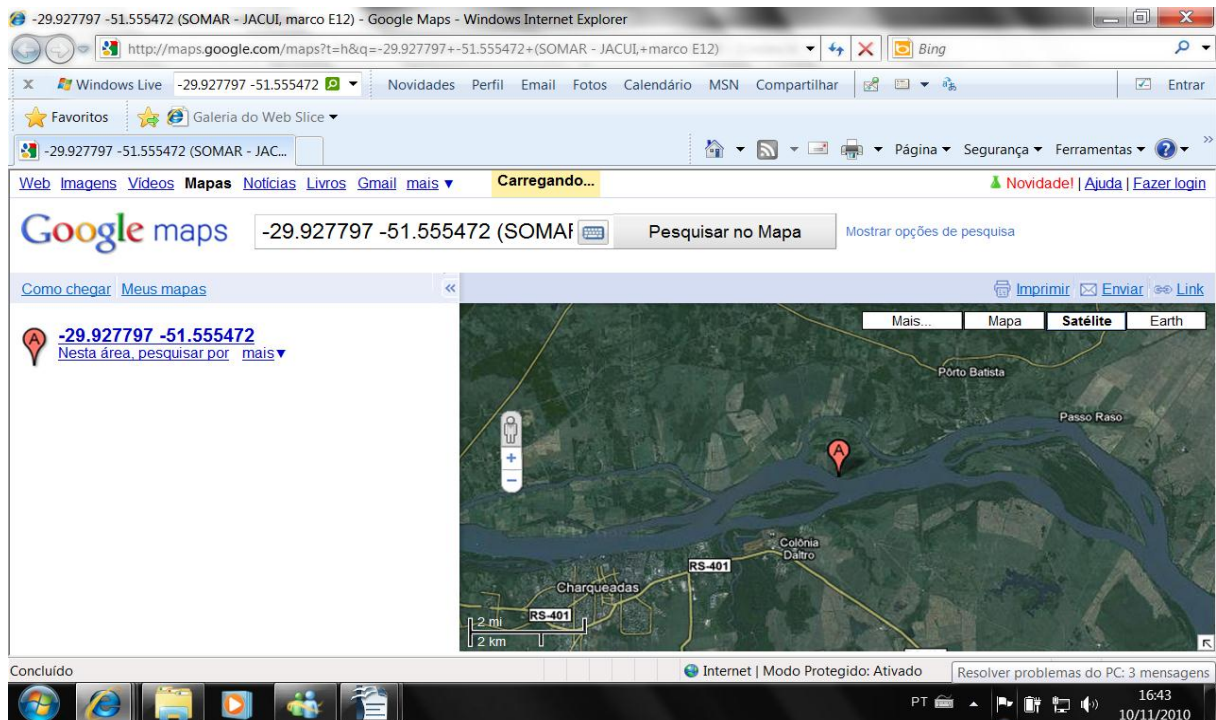 -29.927797 -51.555472 (SOMAR - JACUI, marco E12) - Google Maps - Windows Internet Explorer
http://maps.google.com/maps?t=h&q=-29.927797+-51.555472+(SOMAR - JACUI,+marco E12)
Bing
X Windows Live -29.927797 -51.555472 Novidades Perfil Email Fotos Calendário MSN Compartilhar Entrar
Favoritos Galeria do Web Slice
-29.927797 -51.555472 (SOMAR - JAC...
Página Segurança Ferramentas
Web Imagens Vídeos Mapas Notícias Livros Gmail mais Carregando... Novidade! | Ajuda | Fazer login
Google maps -29.927797 -51.555472 (SOMAR Pesquisar no Mapa Mostrar opções de pesquisa
Como chegar Meus mapas « Imprimir Enviar Link
A -29.927797 -51.555472
Nesta área, pesquisar por mais
Mais... Mapa Satélite Earth
Pôrto Batista
Passo Raso
A
Colônia
Daltro
RS-401
Charqueadas
RS-401
2 mi
2 km
Concluído Internet | Modo Protegido: Ativado Resolver problemas do PC: 3 mensagens
PT 16:43
10/11/2010